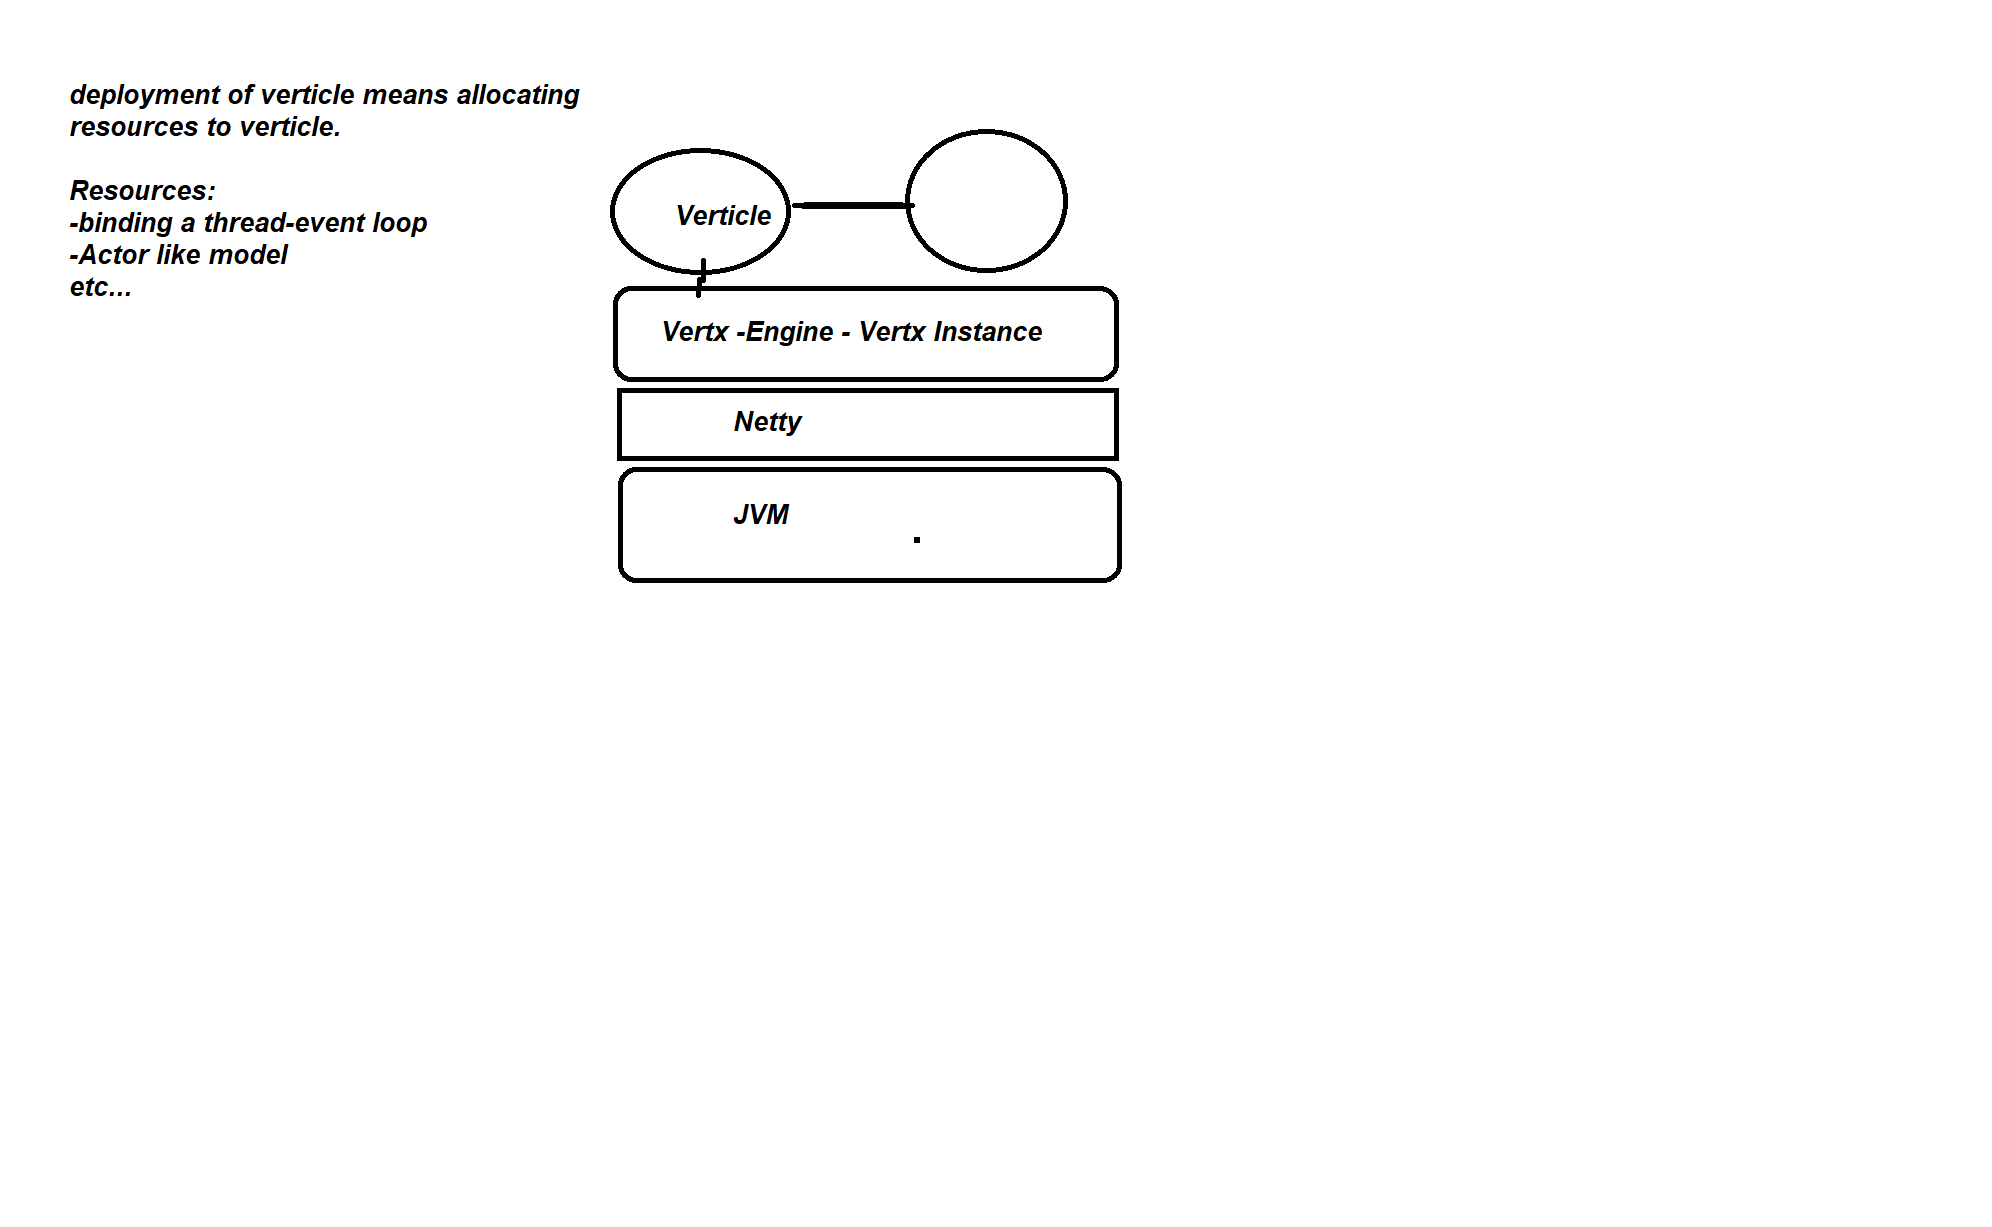 deployment of verticle means allocating
resources to verticle.
Resources:
-binding a thread-event loop
-Actor like model
etc...
Verticle
Vertx -Engine - Vertx Instance
Netty
JVM